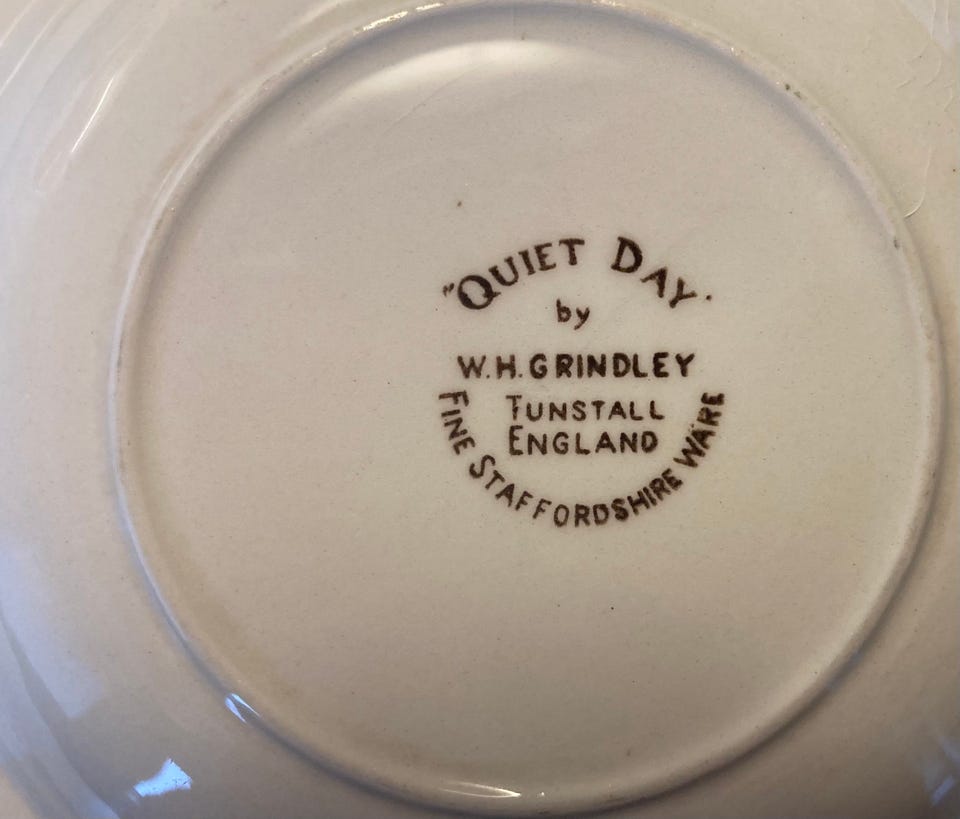 "QUIET DAY"
by
W.H. GRINDLEY
TUNSTALL
ENGLAND
FINE STAFFORDSHIRE WARE